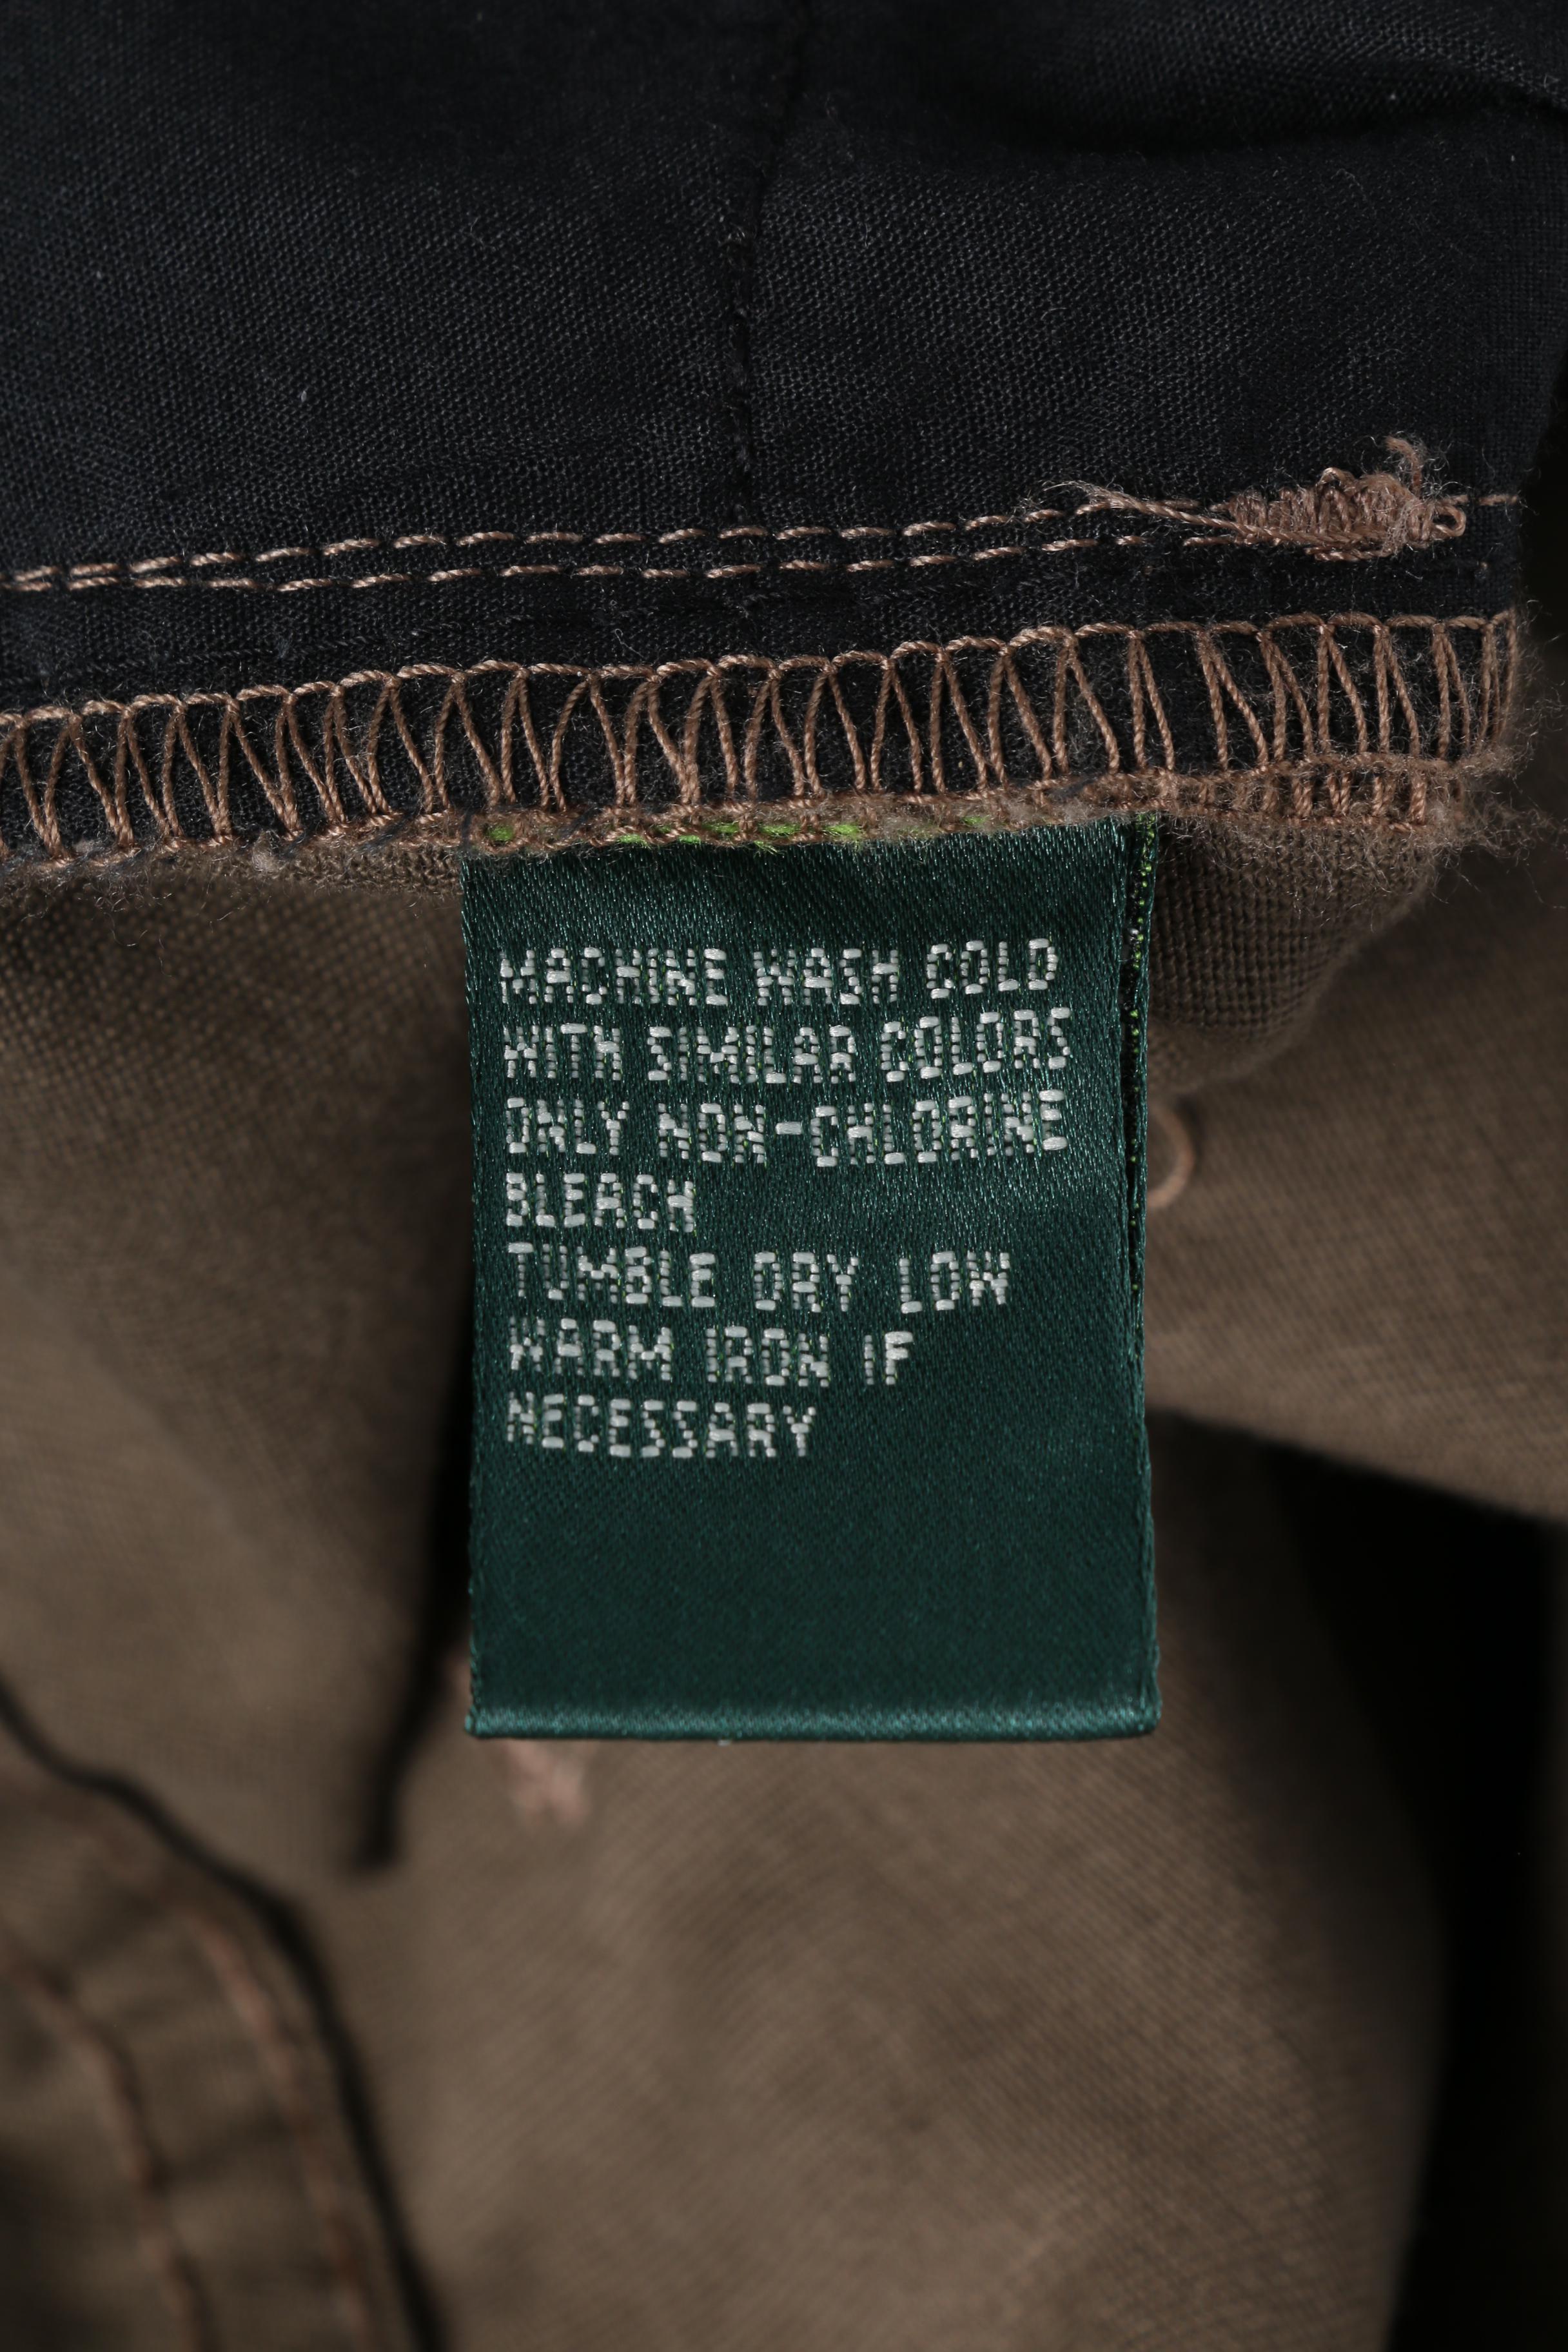 MACHINE WASH COLD
WITH SIMILAR COLORS
ONLY NON-CHLORINE
BLEACH
TUMBLE DRY LOW
WARM IRON IF
NECESSARY